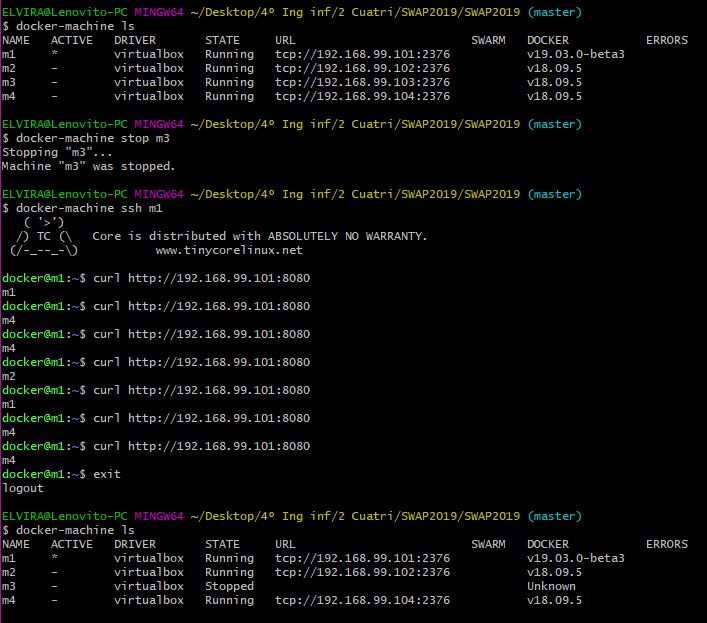 ELVIRA@Lenovito-PC MINGW64 ~/Desktop/4º Ing inf/2 Cuatri/SWAP2019/SWAP2019 (master)
$ docker-machine ls
NAME   ACTIVE   DRIVER       STATE     URL                         SWARM   DOCKER          ERRORS
m1     *        virtualbox   Running   tcp://192.168.99.101:2376           v19.03.0-beta3
m2     -        virtualbox   Running   tcp://192.168.99.102:2376           v18.09.5
m3     -        virtualbox   Running   tcp://192.168.99.103:2376           v18.09.5
m4     -        virtualbox   Running   tcp://192.168.99.104:2376           v18.09.5
ELVIRA@Lenovito-PC MINGW64 ~/Desktop/4º Ing inf/2 Cuatri/SWAP2019/SWAP2019 (master)
$ docker-machine stop m3
Stopping "m3"...
Machine "m3" was stopped.
ELVIRA@Lenovito-PC MINGW64 ~/Desktop/4º Ing inf/2 Cuatri/SWAP2019/SWAP2019 (master)
$ docker-machine ssh m1
   ( '>')
  /) TC (\   Core is distributed with ABSOLUTELY NO WARRANTY.
 (/-_--_-\)           www.tinycorelinux.net
docker@m1:~$ curl http://192.168.99.101:8080
m1
docker@m1:~$ curl http://192.168.99.101:8080
m4
docker@m1:~$ curl http://192.168.99.101:8080
m4
docker@m1:~$ curl http://192.168.99.101:8080
m2
docker@m1:~$ curl http://192.168.99.101:8080
m1
docker@m1:~$ curl http://192.168.99.101:8080
m4
docker@m1:~$ curl http://192.168.99.101:8080
m4
docker@m1:~$ exit
logout
ELVIRA@Lenovito-PC MINGW64 ~/Desktop/4º Ing inf/2 Cuatri/SWAP2019/SWAP2019 (master)
$ docker-machine ls
NAME   ACTIVE   DRIVER       STATE     URL                         SWARM   DOCKER          ERRORS
m1     *        virtualbox   Running   tcp://192.168.99.101:2376           v19.03.0-beta3
m2     -        virtualbox   Running   tcp://192.168.99.102:2376           v18.09.5
m3     -        virtualbox   Stopped                                       Unknown
m4     -        virtualbox   Running   tcp://192.168.99.104:2376           v18.09.5